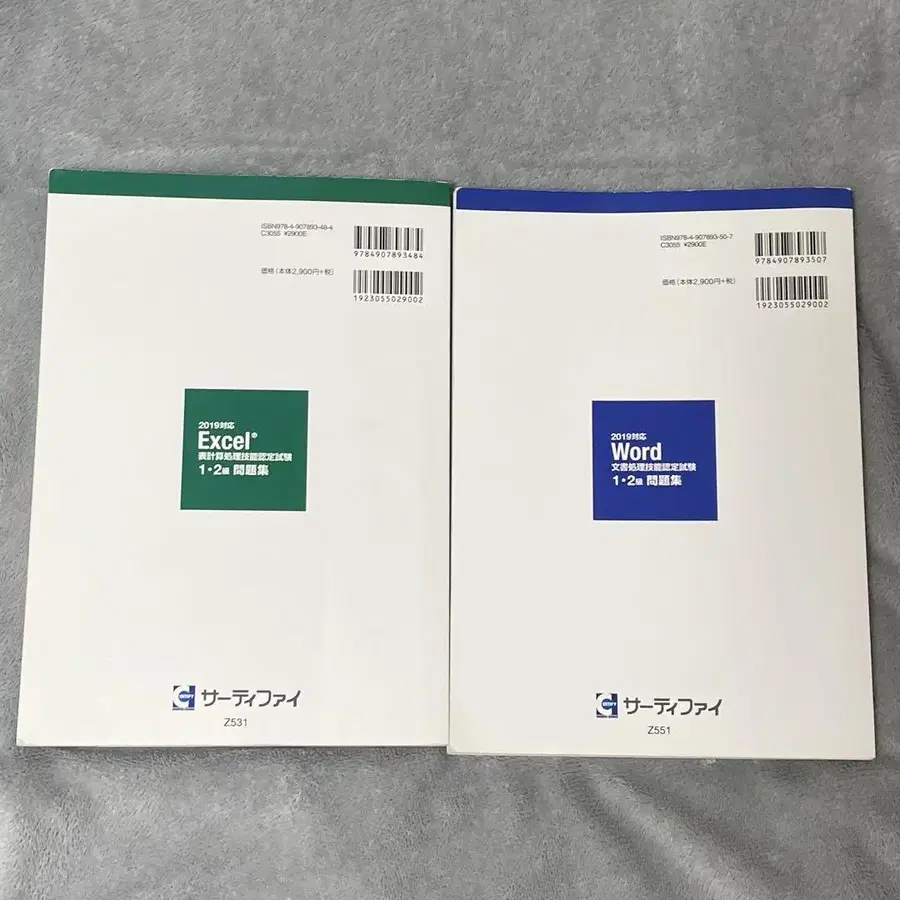 ISBN978-4-907893-48-4
C3055 ¥2900E
9784907893484
価格(本体2,900円+税)
1923055029002
2019対応
Excel®
表計算処理技能認定試験
1・2級 問題集
CERTIFY
サーティファイ
Z531
ISBN978-4-907893-50-7
C3055 ¥2900E
9784907893507
価格(本体2,900円+税)
1923055029002
2019対応
Word
文書処理技能認定試験
1・2級 問題集
CERTIFY
サーティファイ
Z551